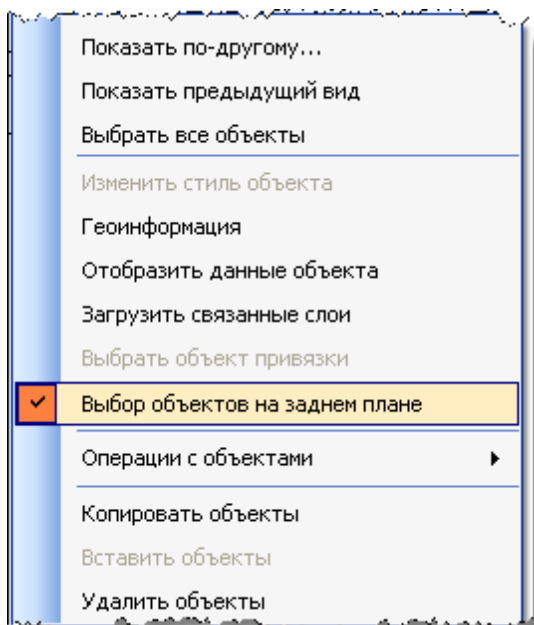 Показать по-другому...
Показать предыдущий вид
Выбрать все объекты
Изменить стиль объекта
Геоинформация
Отобразить данные объекта
Загрузить связанные слои
Выбрать объект привязки
Выбор объектов на заднем плане
Операции с объектами
Копировать объекты
Вставить объекты
Удалить объекты